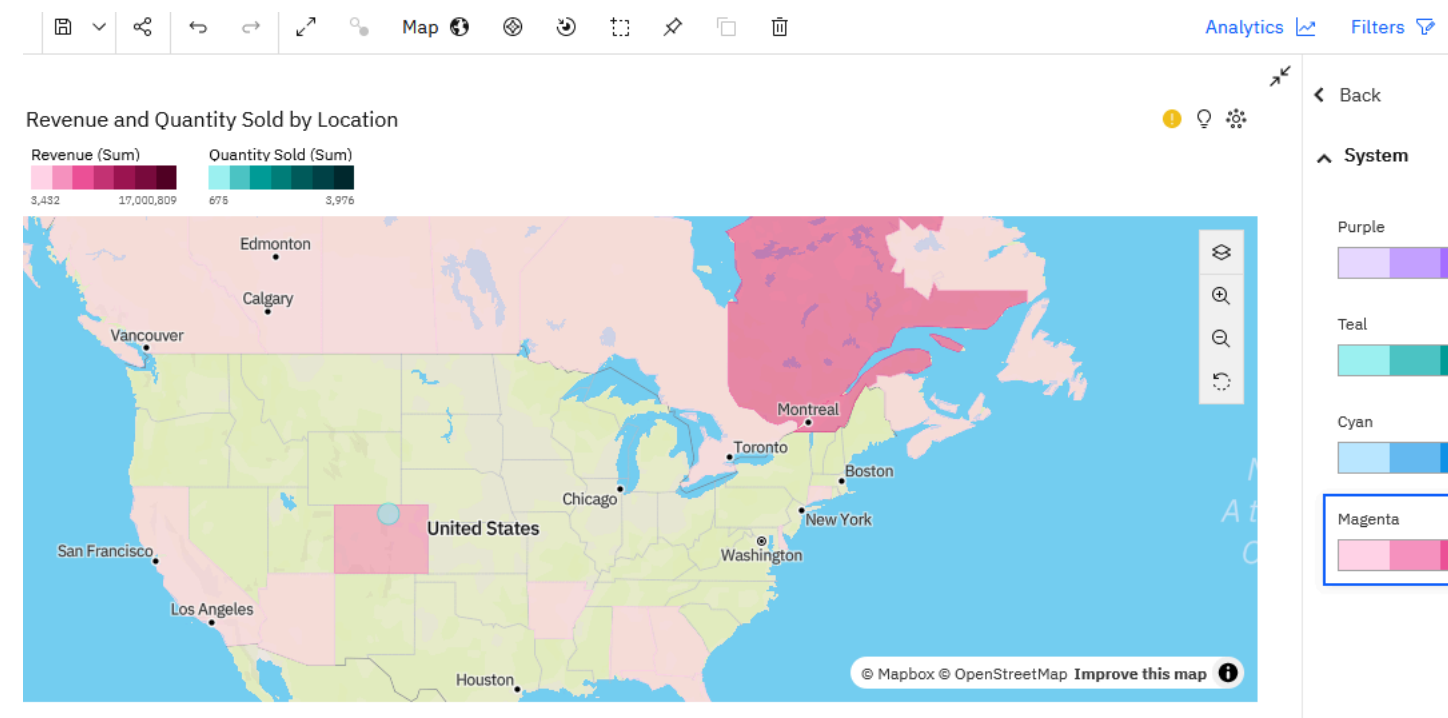 Map
Analytics
Filters
Back
Revenue and Quantity Sold by Location
System
Revenue (Sum)
Quantity Sold (Sum)
3,432
17,000,809
675
3,976
Purple
Edmonton
Calgary
Vancouver
Teal
Montreal
Cyan
Toronto
Boston
Chicago
Magenta
New York
United States
San Francisco
Washington
Los Angeles
Houston
© Mapbox © OpenStreetMap Improve this map